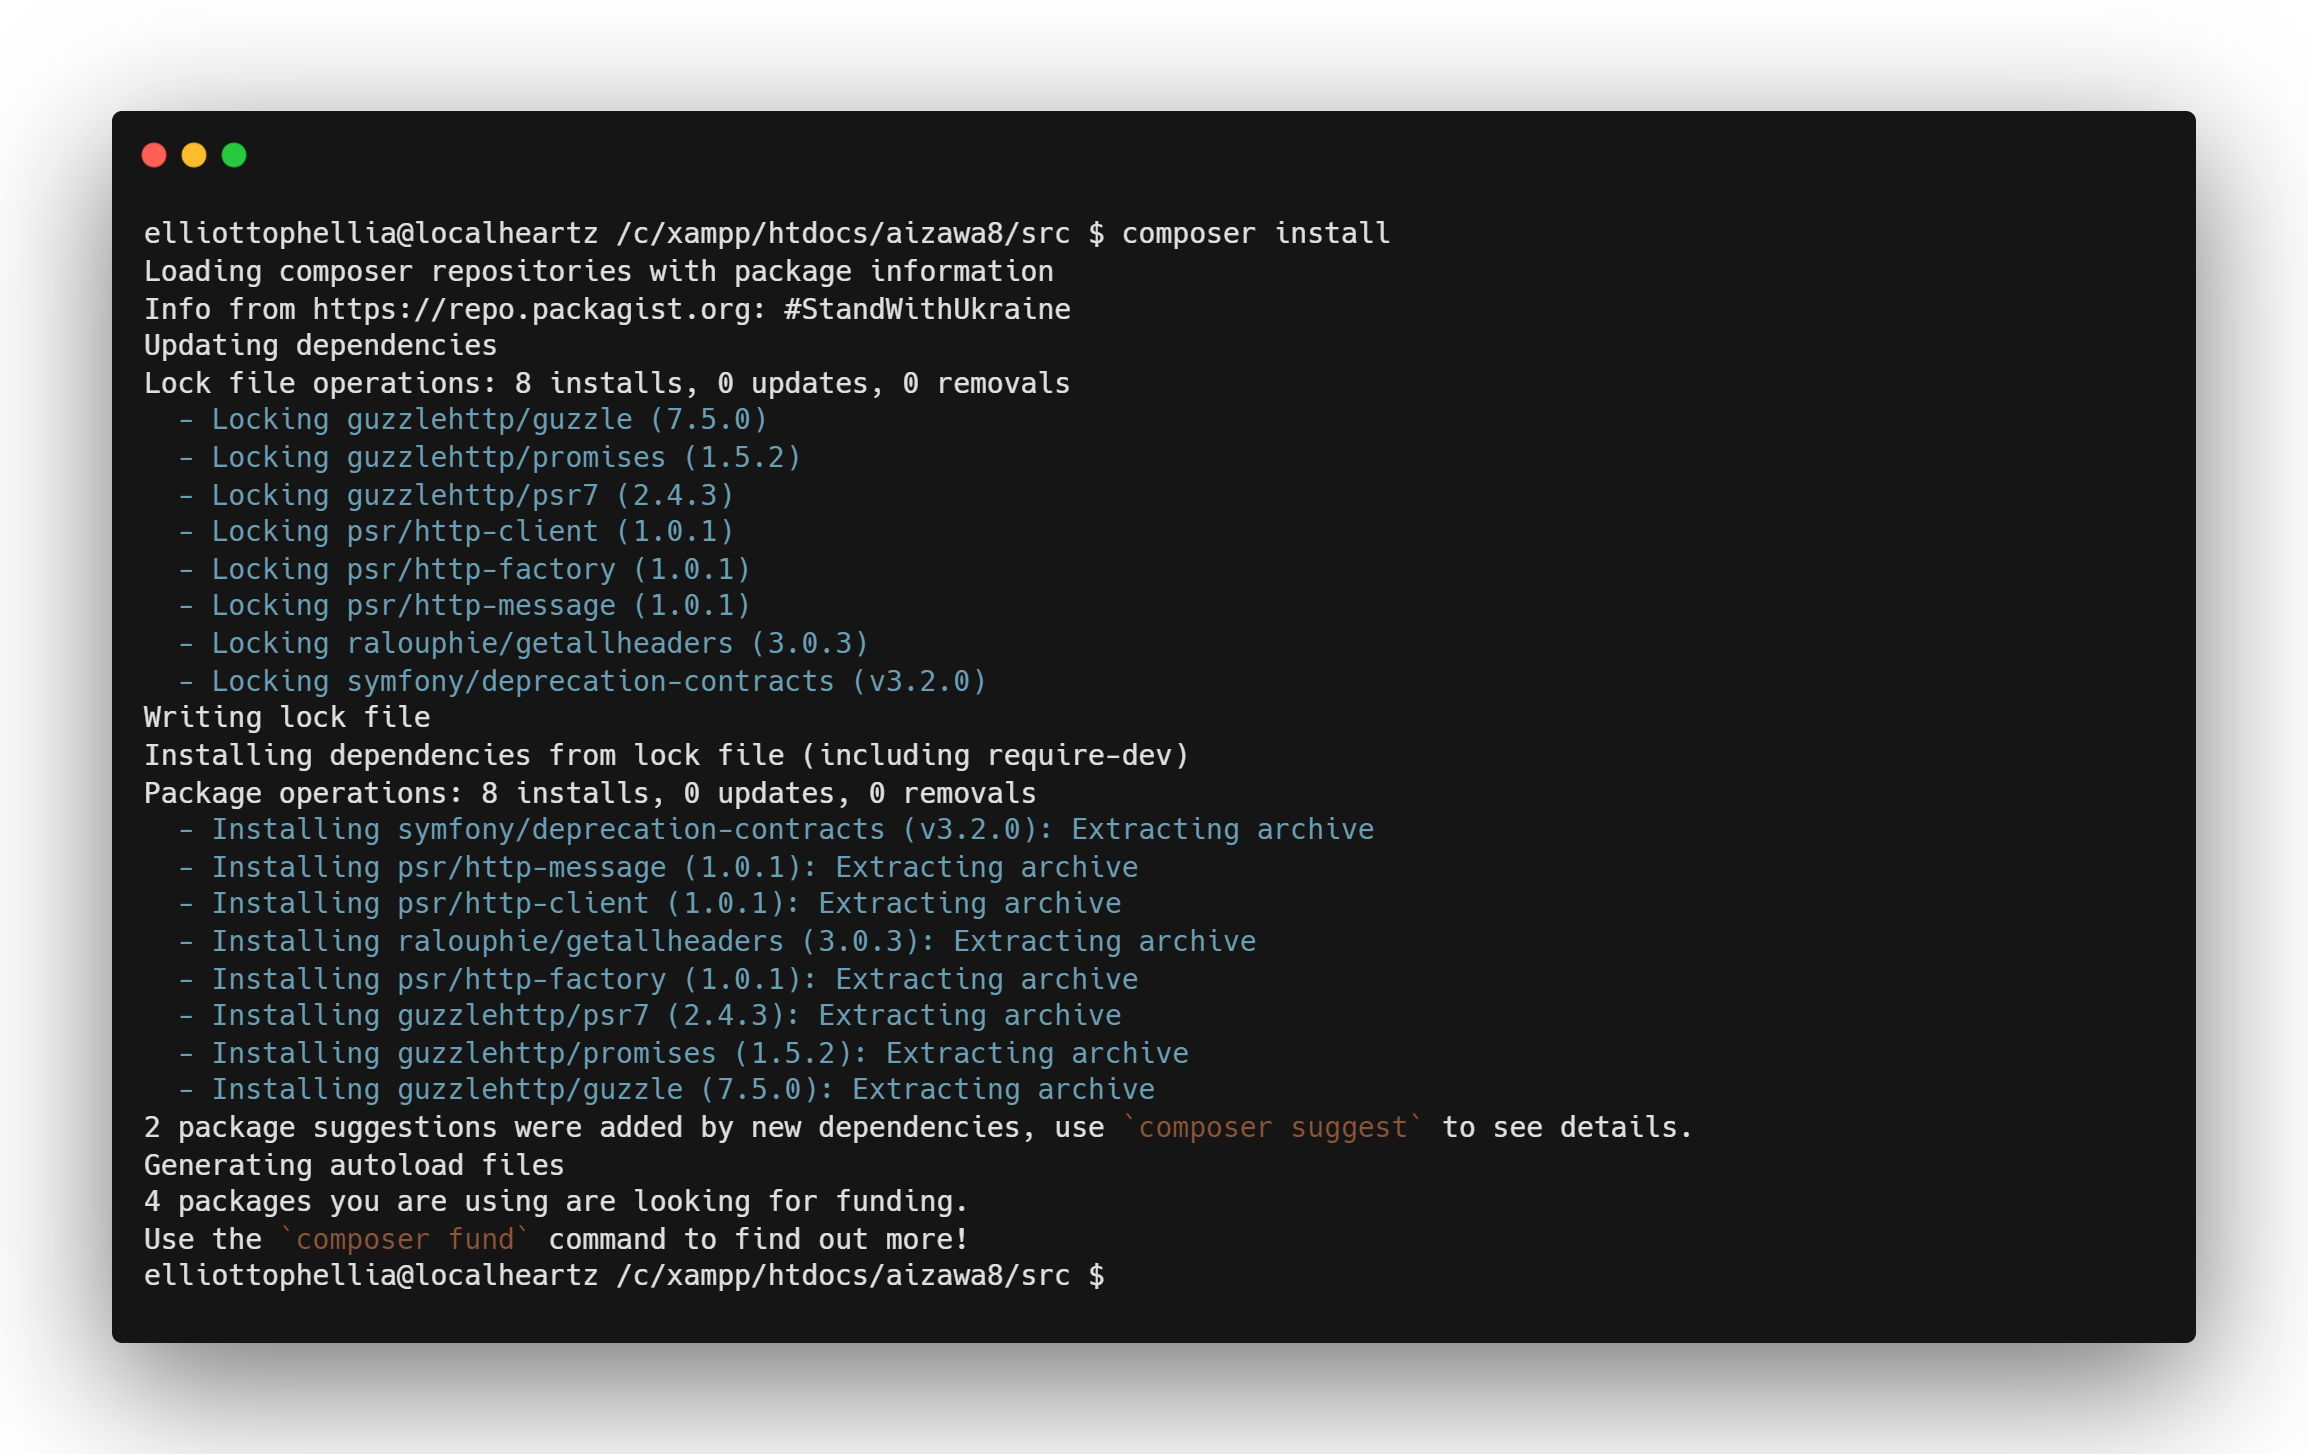 elliottophellia@localheartz /c/xampp/htdocs/aizawa8/src $ composer install
Loading composer repositories with package information
Info from https://repo.packagist.org: #StandWithUkraine
Updating dependencies
Lock file operations: 8 installs, 0 updates, 0 removals
  - Locking guzzlehttp/guzzle (7.5.0)
  - Locking guzzlehttp/promises (1.5.2)
  - Locking guzzlehttp/psr7 (2.4.3)
  - Locking psr/http-client (1.0.1)
  - Locking psr/http-factory (1.0.1)
  - Locking psr/http-message (1.0.1)
  - Locking ralouphie/getallheaders (3.0.3)
  - Locking symfony/deprecation-contracts (v3.2.0)
Writing lock file
Installing dependencies from lock file (including require-dev)
Package operations: 8 installs, 0 updates, 0 removals
  - Installing symfony/deprecation-contracts (v3.2.0): Extracting archive
  - Installing psr/http-message (1.0.1): Extracting archive
  - Installing psr/http-client (1.0.1): Extracting archive
  - Installing ralouphie/getallheaders (3.0.3): Extracting archive
  - Installing psr/http-factory (1.0.1): Extracting archive
  - Installing guzzlehttp/psr7 (2.4.3): Extracting archive
  - Installing guzzlehttp/promises (1.5.2): Extracting archive
  - Installing guzzlehttp/guzzle (7.5.0): Extracting archive
2 package suggestions were added by new dependencies, use `composer suggest` to see details.
Generating autoload files
4 packages you are using are looking for funding.
Use the `composer fund` command to find out more!
elliottophellia@localheartz /c/xampp/htdocs/aizawa8/src $